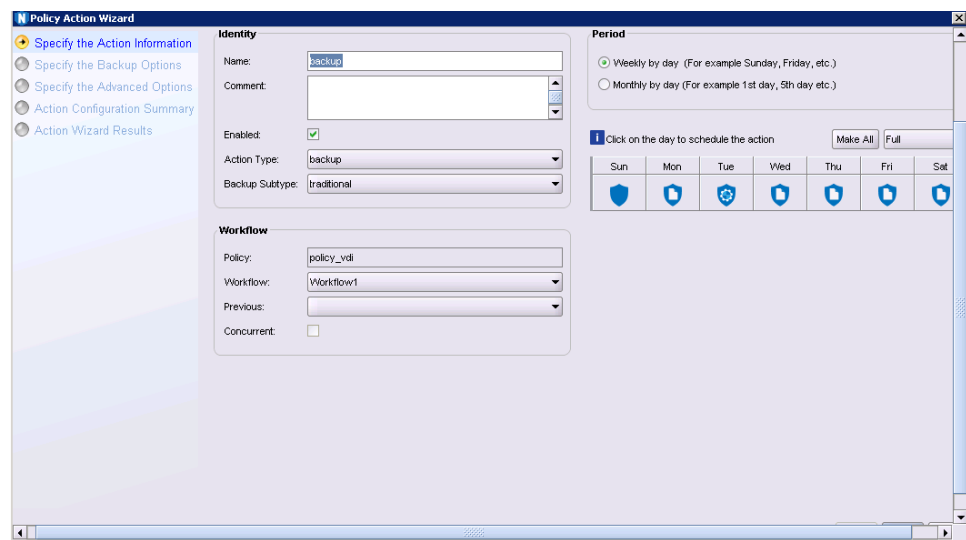 N Policy Action Wizard
Specify the Action Information
Specify the Backup Options
Specify the Advanced Options
Action Configuration Summary
Action Wizard Results
Identity
Name: backup
Comment:
Enabled:
Action Type: backup
Backup Subtype: traditional
Workflow
Policy: policy_vdi
Workflow: Workflow1
Previous:
Concurrent:
Period
Weekly by day (For example Sunday, Friday, etc.)
Monthly by day (For example 1st day, 5th day etc.)
i Click on the day to schedule the action Make All Full
Sun Mon Tue Wed Thu Fri Sat